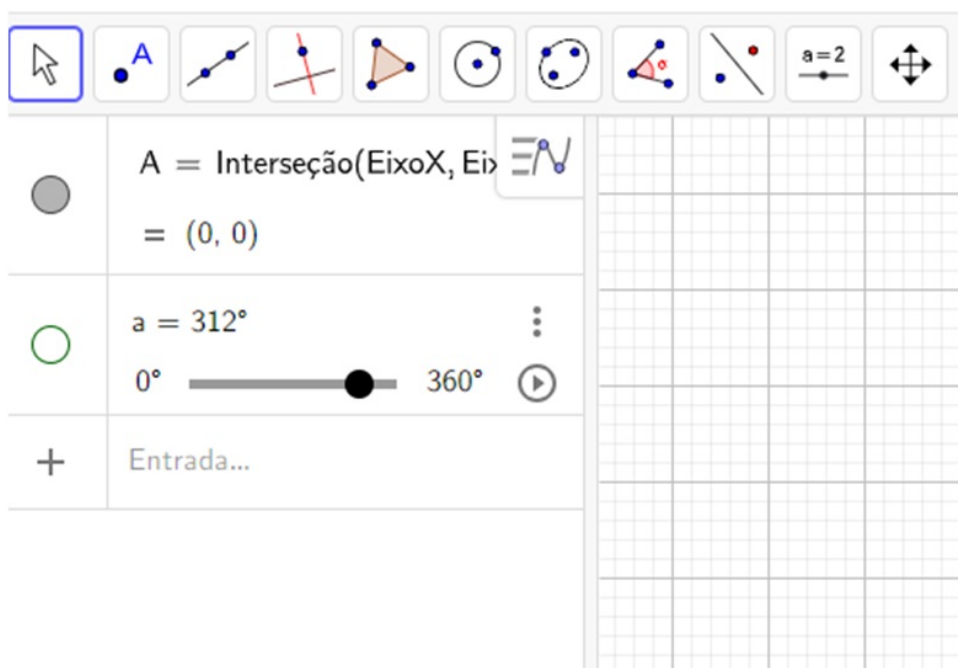 A
a = 2
A = Interseção(EixoX, Eix
= (0, 0)
a = 312°
0° 360°
+ Entrada...